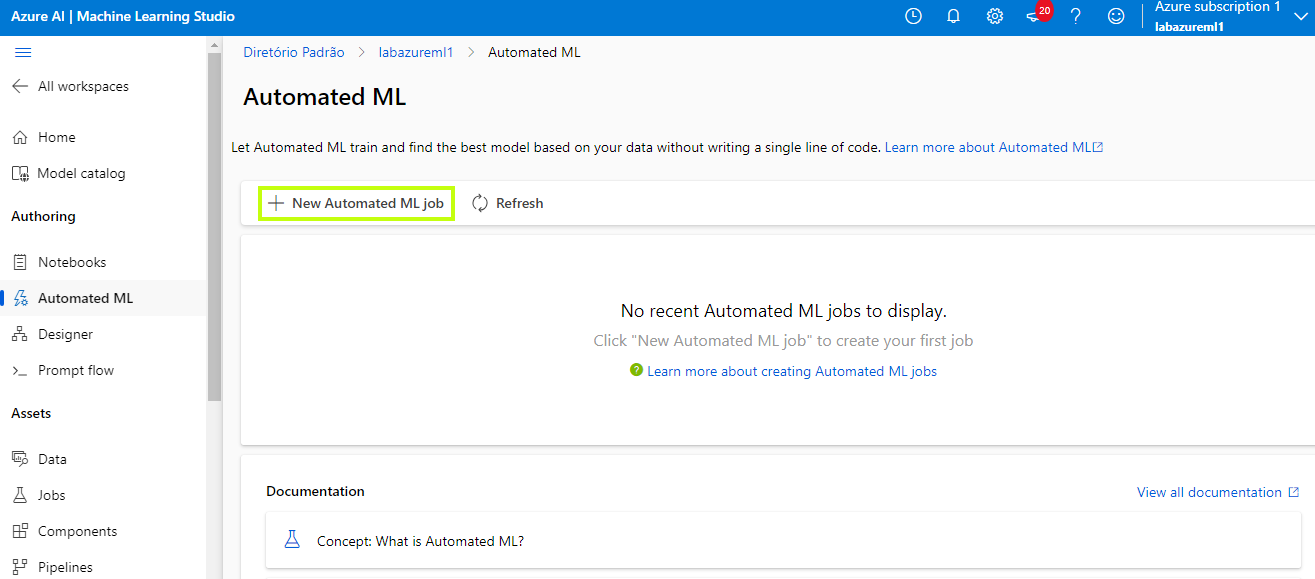 Azure AI | Machine Learning Studio
20
Azure subscription 1
labazureml1
All workspaces
Home
Model catalog
Authoring
Notebooks
Automated ML
Designer
Prompt flow
Assets
Data
Jobs
Components
Pipelines
Diretório Padrão > labazureml1 > Automated ML
Automated ML
Let Automated ML train and find the best model based on your data without writing a single line of code. Learn more about Automated ML
New Automated ML job Refresh
No recent Automated ML jobs to display.
Click "New Automated ML job" to create your first job
Learn more about creating Automated ML jobs
Documentation View all documentation
Concept: What is Automated ML?